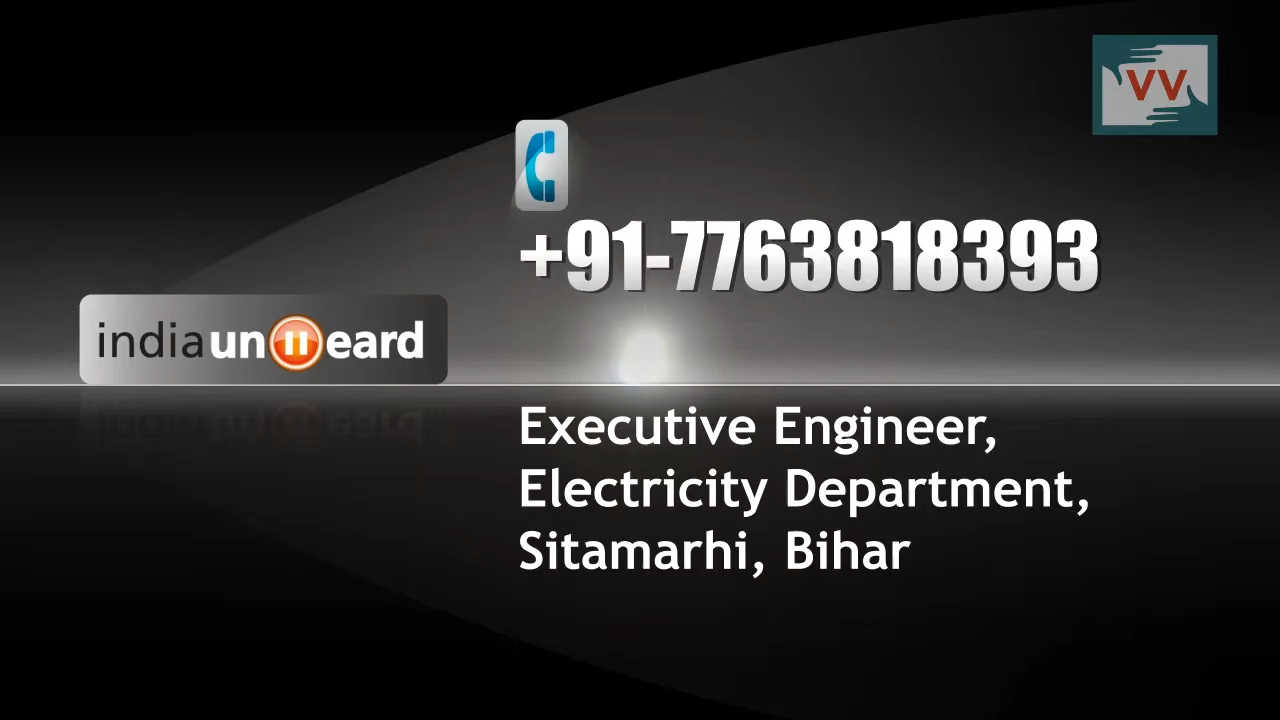 VV
+91-7763818393
indiaunheard
Executive Engineer,
Electricity Department,
Sitamarhi, Bihar